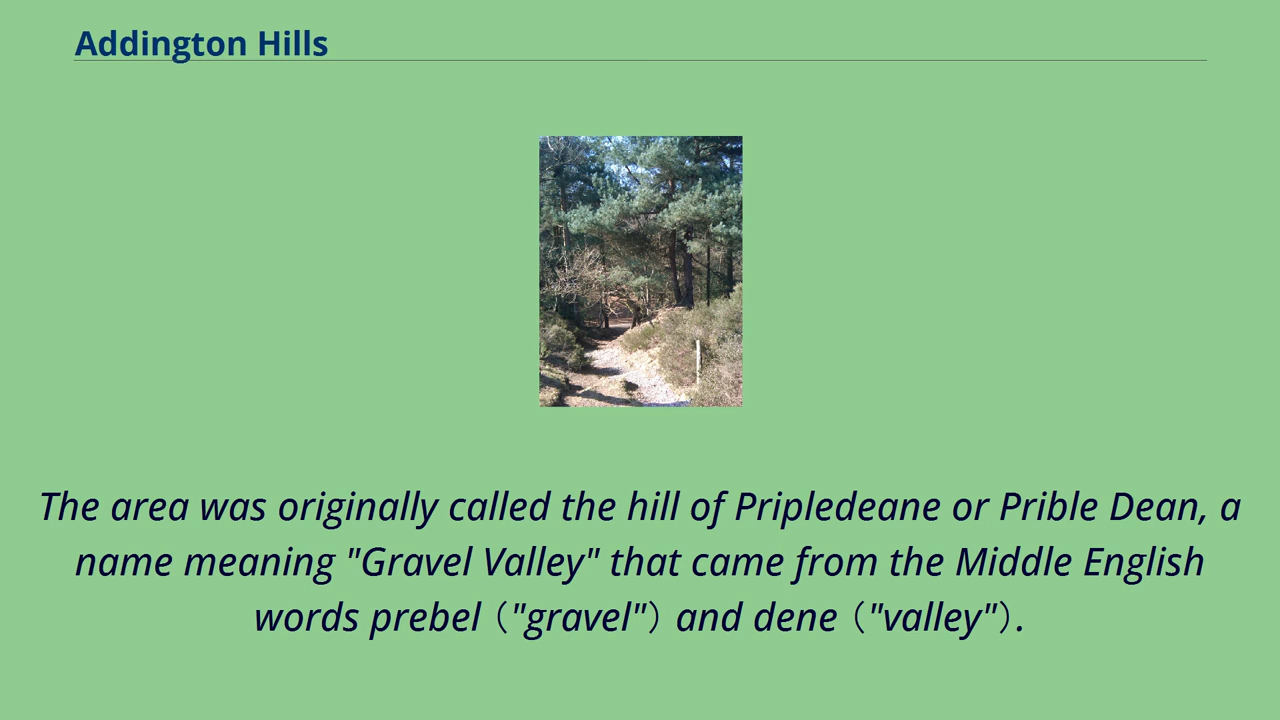 Addington Hills
The area was originally called the hill of Pripledeane or Prible Dean, a
name meaning "Gravel Valley" that came from the Middle English
words prebel ("gravel") and dene ("valley").